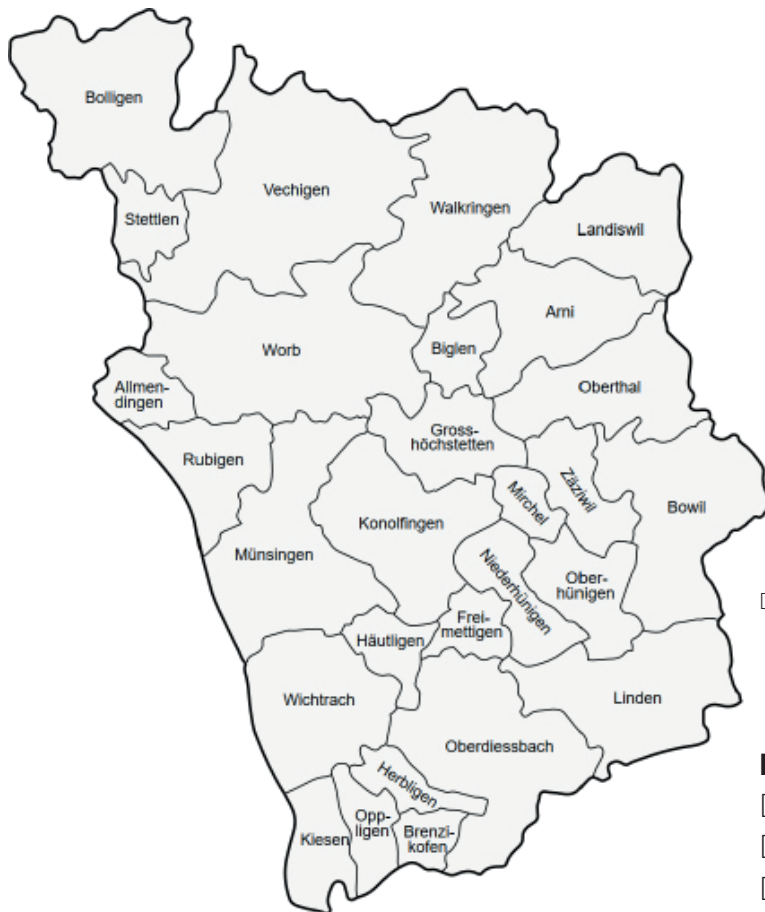 Bolligen
Vechigen
Stettlen
Walkringen
Landiswil
Arni
Worb
Biglen
Allmen-
dingen
Oberthal
Gross-
höchstetten
Rubigen
Zäziwil
Mirchel
Bowil
Konolfingen
Münsingen
Niederhünigen
Ober-
hünigen
Frei-
mettigen
Häutligen
Wichtrach
Linden
Oberdiessbach
Herbligen
Opp-
ligen
Kiesen
Brenzi-
kofen